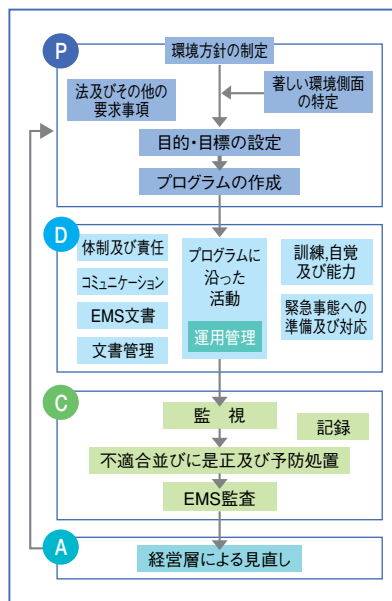 P
環境方針の制定
法及びその他の
要求事項
著しい環境側面
の特定
目的・目標の設定
プログラムの作成
D
体制及び責任
コミュニケーション
EMS文書
文書管理
プログラムに
沿った
活動
運用管理
訓練,自覚
及び能力
緊急事態への
準備及び対応
C
監 視
記録
不適合並びに是正及び予防処置
EMS監査
A
経営層による見直し